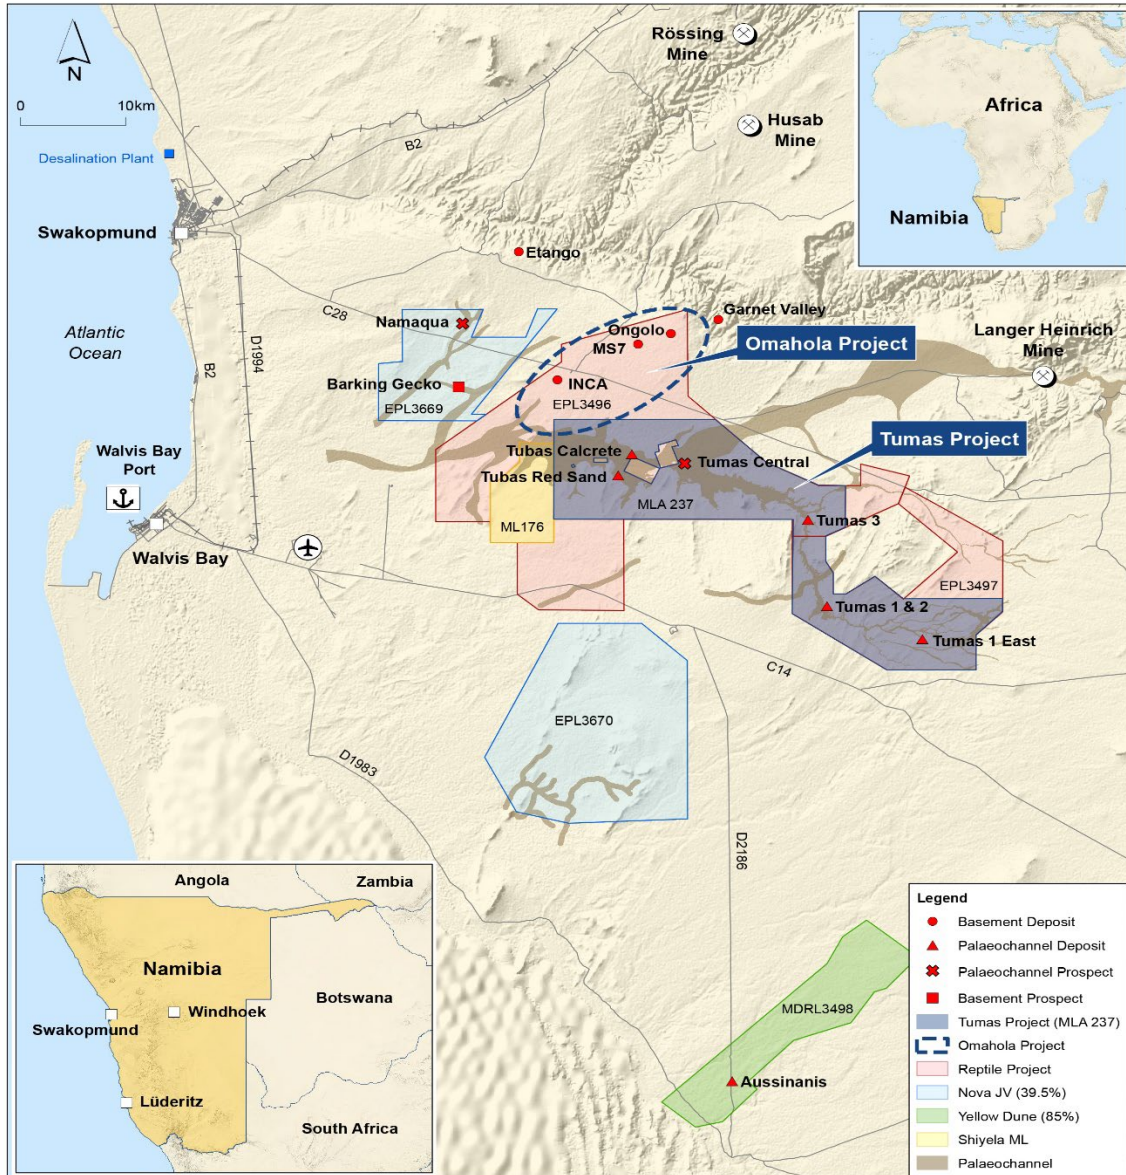 Rössing
Mine
N
0 10km
Husab
Mine
Africa
Namibia
B2
Desalination Plant
Swakopmund
Etango
C28
Namaqua
Garnet Valley
Ongolo
MS7
Omahola Project
Langer Heinrich
Mine
Atlantic
Ocean
D1994
B2
Barking Gecko
INCA
EPL3669
EPL3496
Tumas Project
Walvis Bay
Port
Tubas Calcrete
Tumas Central
Tubas Red Sand
MLA 237
ML176
Tumas 3
Walvis Bay
EPL3497
Tumas 1 & 2
Tumas 1 East
C14
EPL3670
D1983
D2186
MDRL3498
Aussinanis
Angola
Zambia
Namibia
Botswana
Windhoek
Swakopmund
Lüderitz
South Africa
Legend
Basement Deposit
Palaeochannel Deposit
Palaeochannel Prospect
Basement Prospect
Tumas Project (MLA 237)
Omahola Project
Reptile Project
Nova JV (39.5%)
Yellow Dune (85%)
Shiyela ML
Palaeochannel